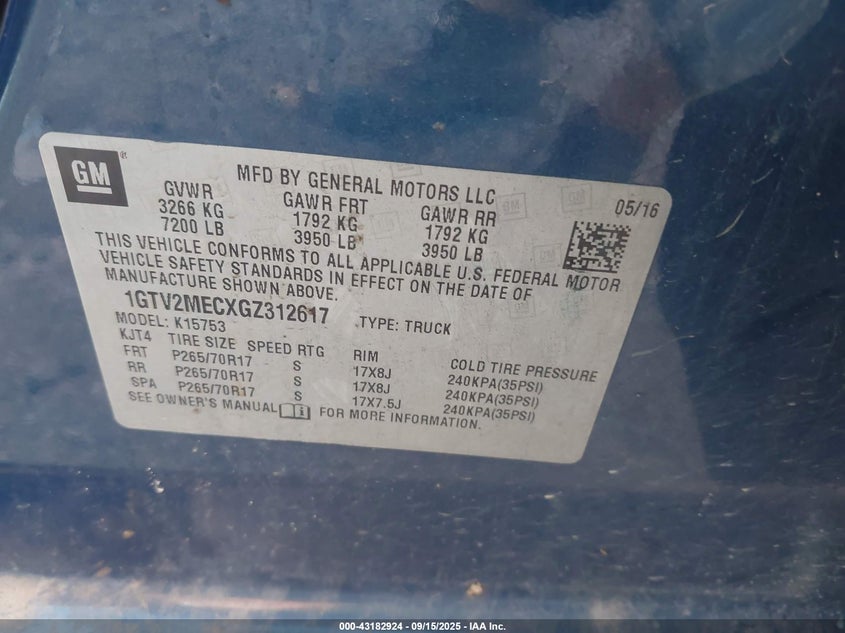 GM
MFD BY GENERAL MOTORS LLC
05/16
GVWR GAWR FRT GAWR RR
3266 KG 1792 KG 1792 KG
7200 LB 3950 LB 3950 LB
THIS VEHICLE CONFORMS TO ALL APPLICABLE U.S. FEDERAL MOTOR
VEHICLE SAFETY STANDARDS IN EFFECT ON THE DATE OF
MANUFACTURE SHOWN ABOVE.
1GTV2MECXGZ312617 TYPE: TRUCK
MODEL: K15753
KJT4 TIRE SIZE SPEED RTG RIM COLD TIRE PRESSURE
FRT P265/70R17 S 17X8J 240KPA(35PSI)
RR P265/70R17 S 17X8J 240KPA(35PSI)
SPA P265/70R17 S 17X7.5J 240KPA(35PSI)
SEE OWNER'S MANUAL FOR MORE INFORMATION.
000-43182924 - 09/15/2025 - IAA Inc.